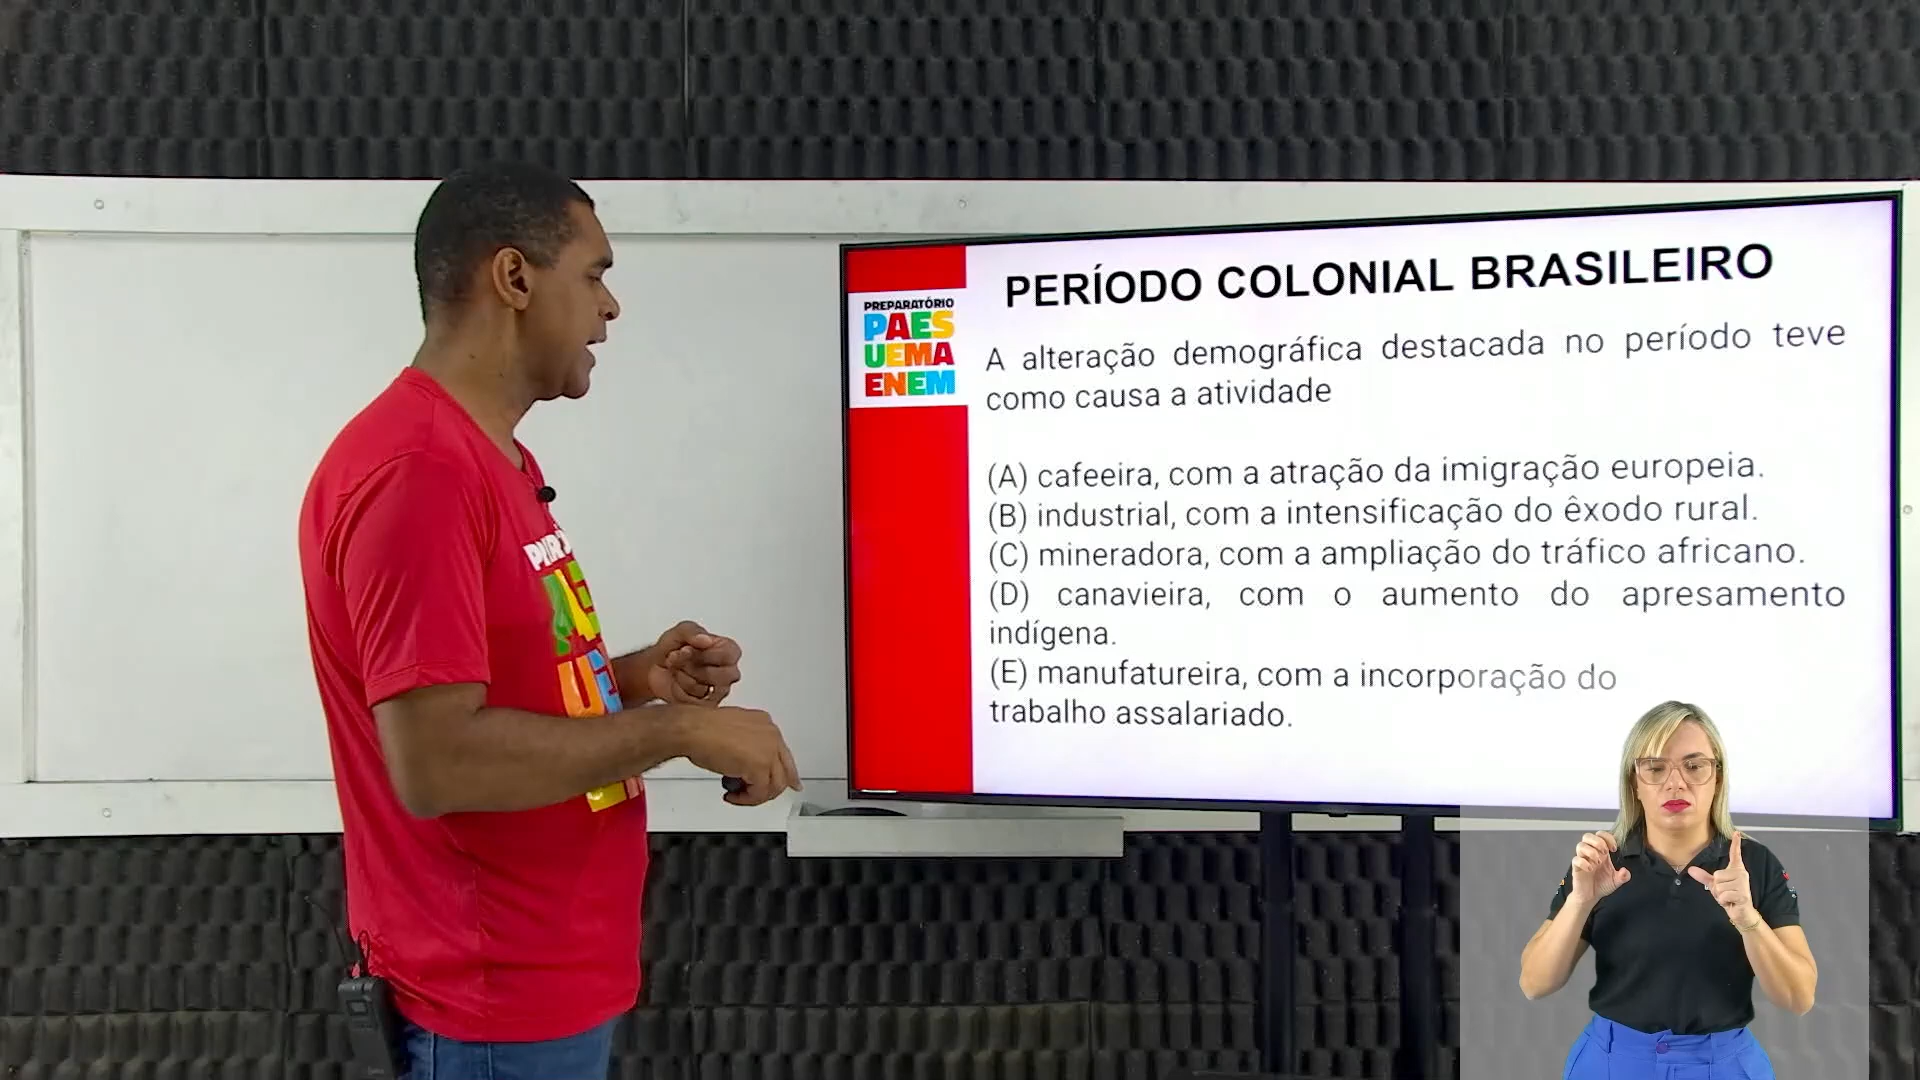 PERÍODO COLONIAL BRASILEIRO
PREPARATÓRIO
PAES
UEMA
ENEM
A alteração demográfica destacada no período teve
como causa a atividade
(A) cafeeira, com a atração da imigração europeia.
(B) industrial, com a intensificação do êxodo rural.
(C) mineradora, com a ampliação do tráfico africano.
(D) canavieira, com o aumento do apresamento
indígena.
(E) manufatureira, com a incorporação do
trabalho assalariado.